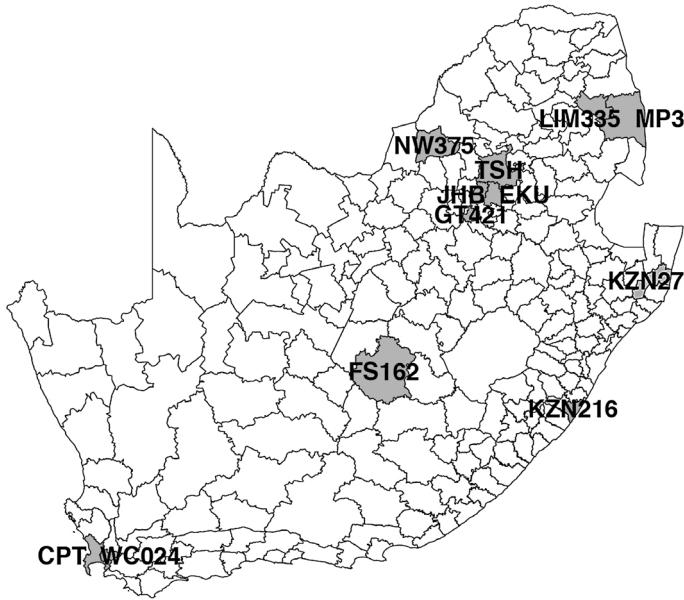 LIM335 MP3
NW375
TSH
JHB EKU
GT421
KZN27
FS162
KZN216
CPT WC024